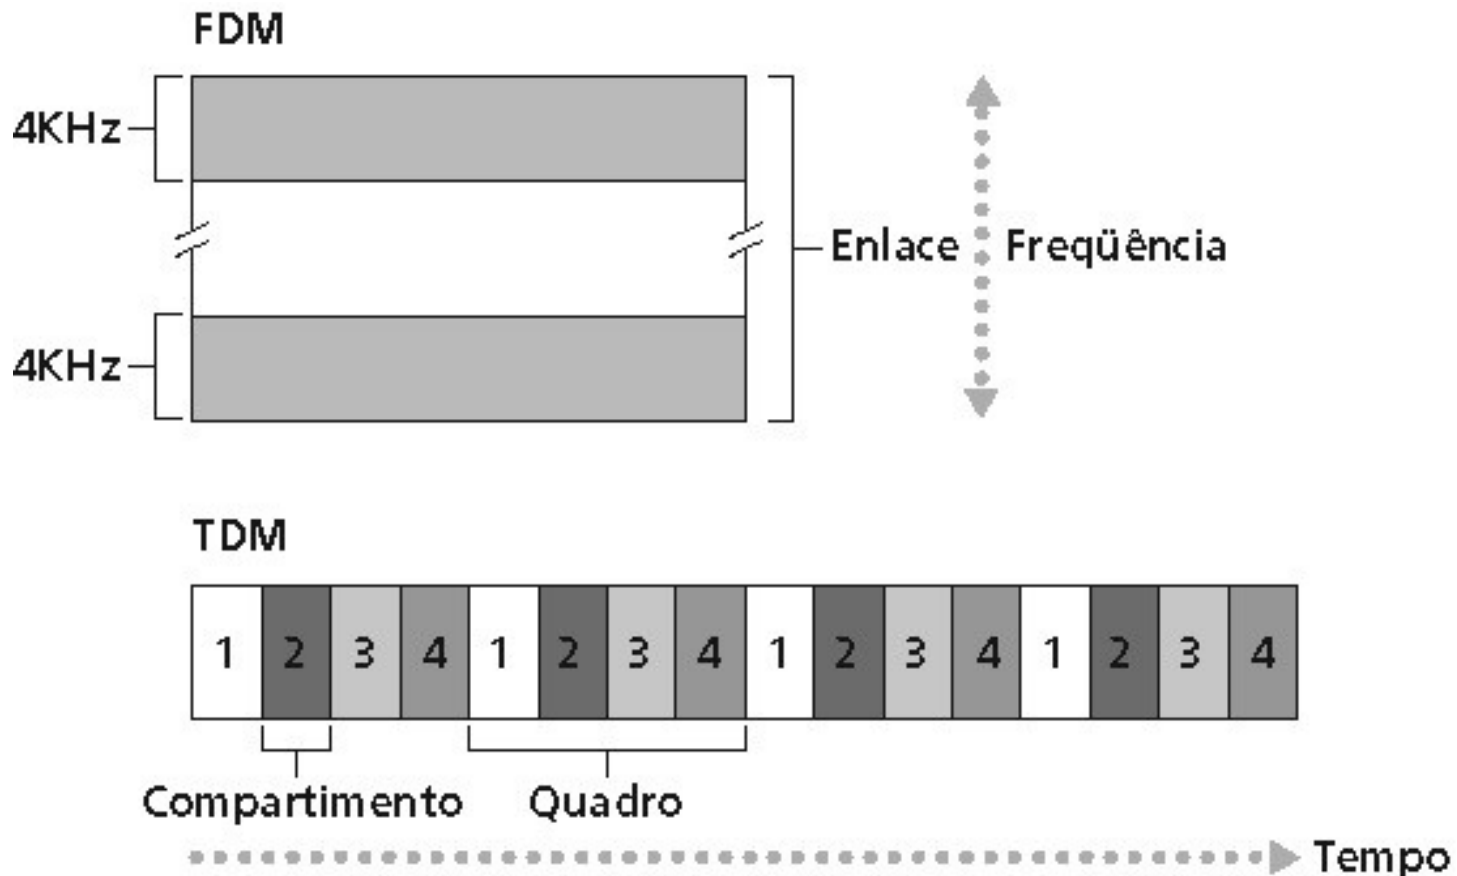 FDM
4KHz
Enlace
Freqüência
4KHz
TDM
1 2 3 4 1 2 3 4 1 2 3 4 1 2 3 4
Compartimento
Quadro
Tempo